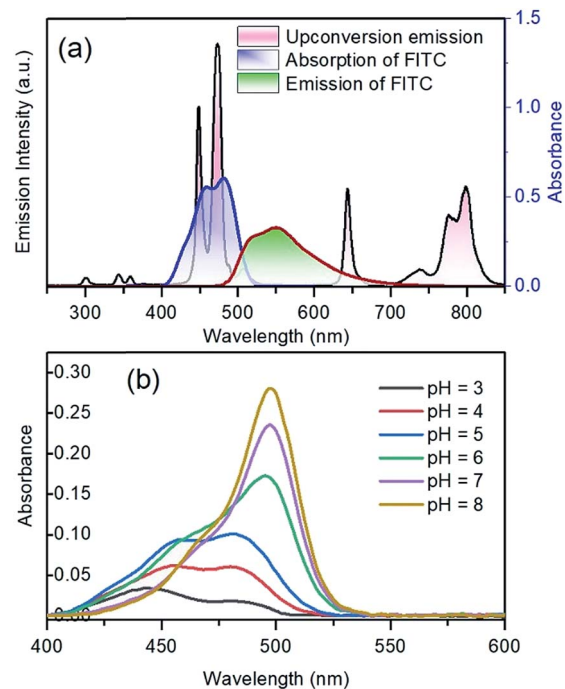 (a)
Upconversion emission
Absorption of FITC
Emission of FITC
Emission Intensity (a.u.)
1.5
1.0
0.5
0.0
Absorbance
250 300 400 500 600 700 800
Wavelength (nm)
(b)
0.30
0.25
0.20
0.15
0.10
0.05
0.00
Absorbance
pH = 3
pH = 4
pH = 5
pH = 6
pH = 7
pH = 8
400 450 500 550 600
Wavelength (nm)